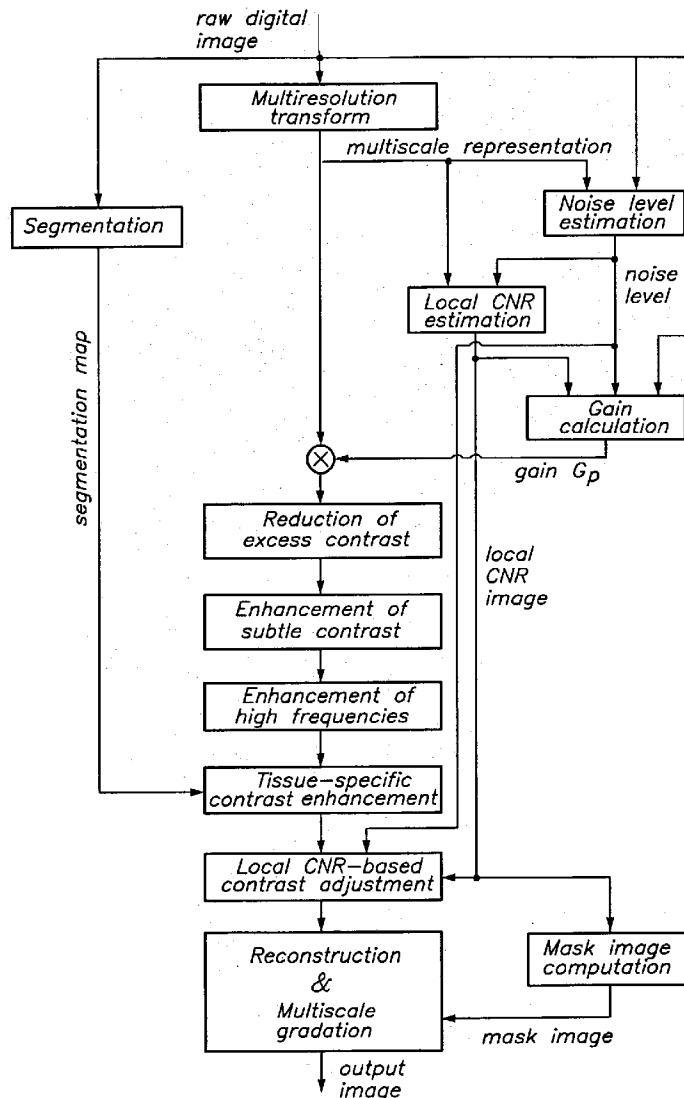 raw digital
image
Multiresolution
transform
multiscale representation
Segmentation
Noise level
estimation
noise
level
Local CNR
estimation
segmentation map
Gain
calculation
gain Gp
Reduction of
excess contrast
local
CNR
image
Enhancement of
subtle contrast
Enhancement of
high frequencies
Tissue-specific
contrast enhancement
Local CNR-based
contrast adjustment
Reconstruction
&
Multiscale
gradation
Mask image
computation
mask image
output
image